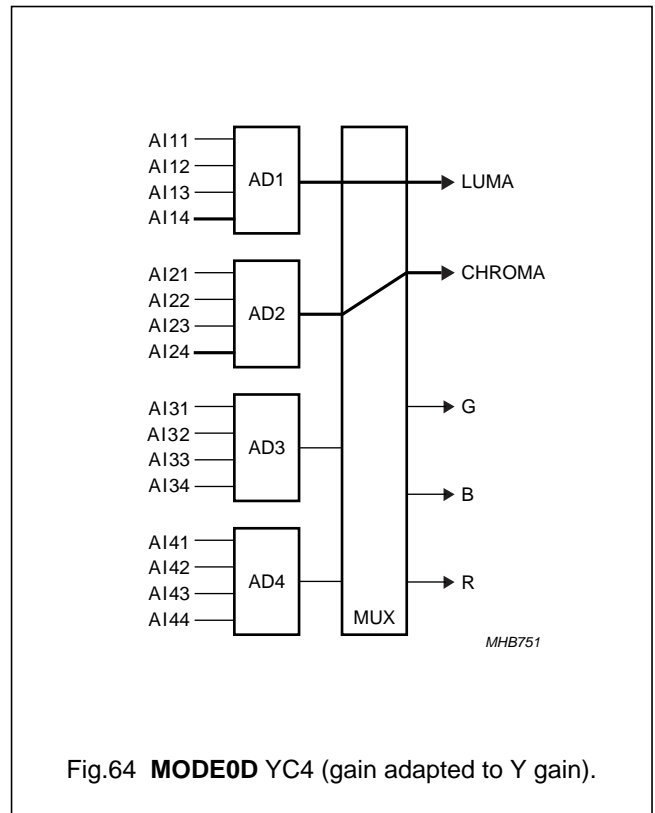 AI11
AI12
AI13
AI14
AD1
LUMA
AI21
AI22
AI23
AI24
AD2
CHROMA
AI31
AI32
AI33
AI34
AD3
G
B
AI41
AI42
AI43
AI44
AD4
R
MUX
MHB751
Fig.64 MODE0D YC4 (gain adapted to Y gain).